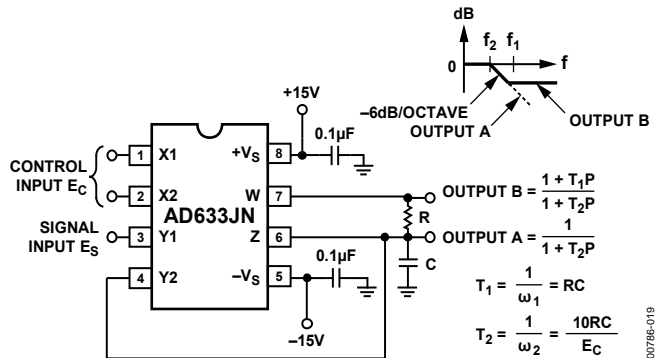 dB
f2 f1
0
f
–6dB/OCTAVE
OUTPUT A
OUTPUT B
+15V
0.1µF
CONTROL
INPUT EC
SIGNAL
INPUT ES
1 X1
2 X2
3 Y1
4 Y2
AD633JN
+VS 8
W 7
Z 6
–VS 5
0.1µF
–15V
R
C
OUTPUT B = 1 + T1P / 1 + T2P
OUTPUT A = 1 / 1 + T2P
T1 = 1 / ω1 = RC
T2 = 1 / ω2 = 10RC / EC
00786-019